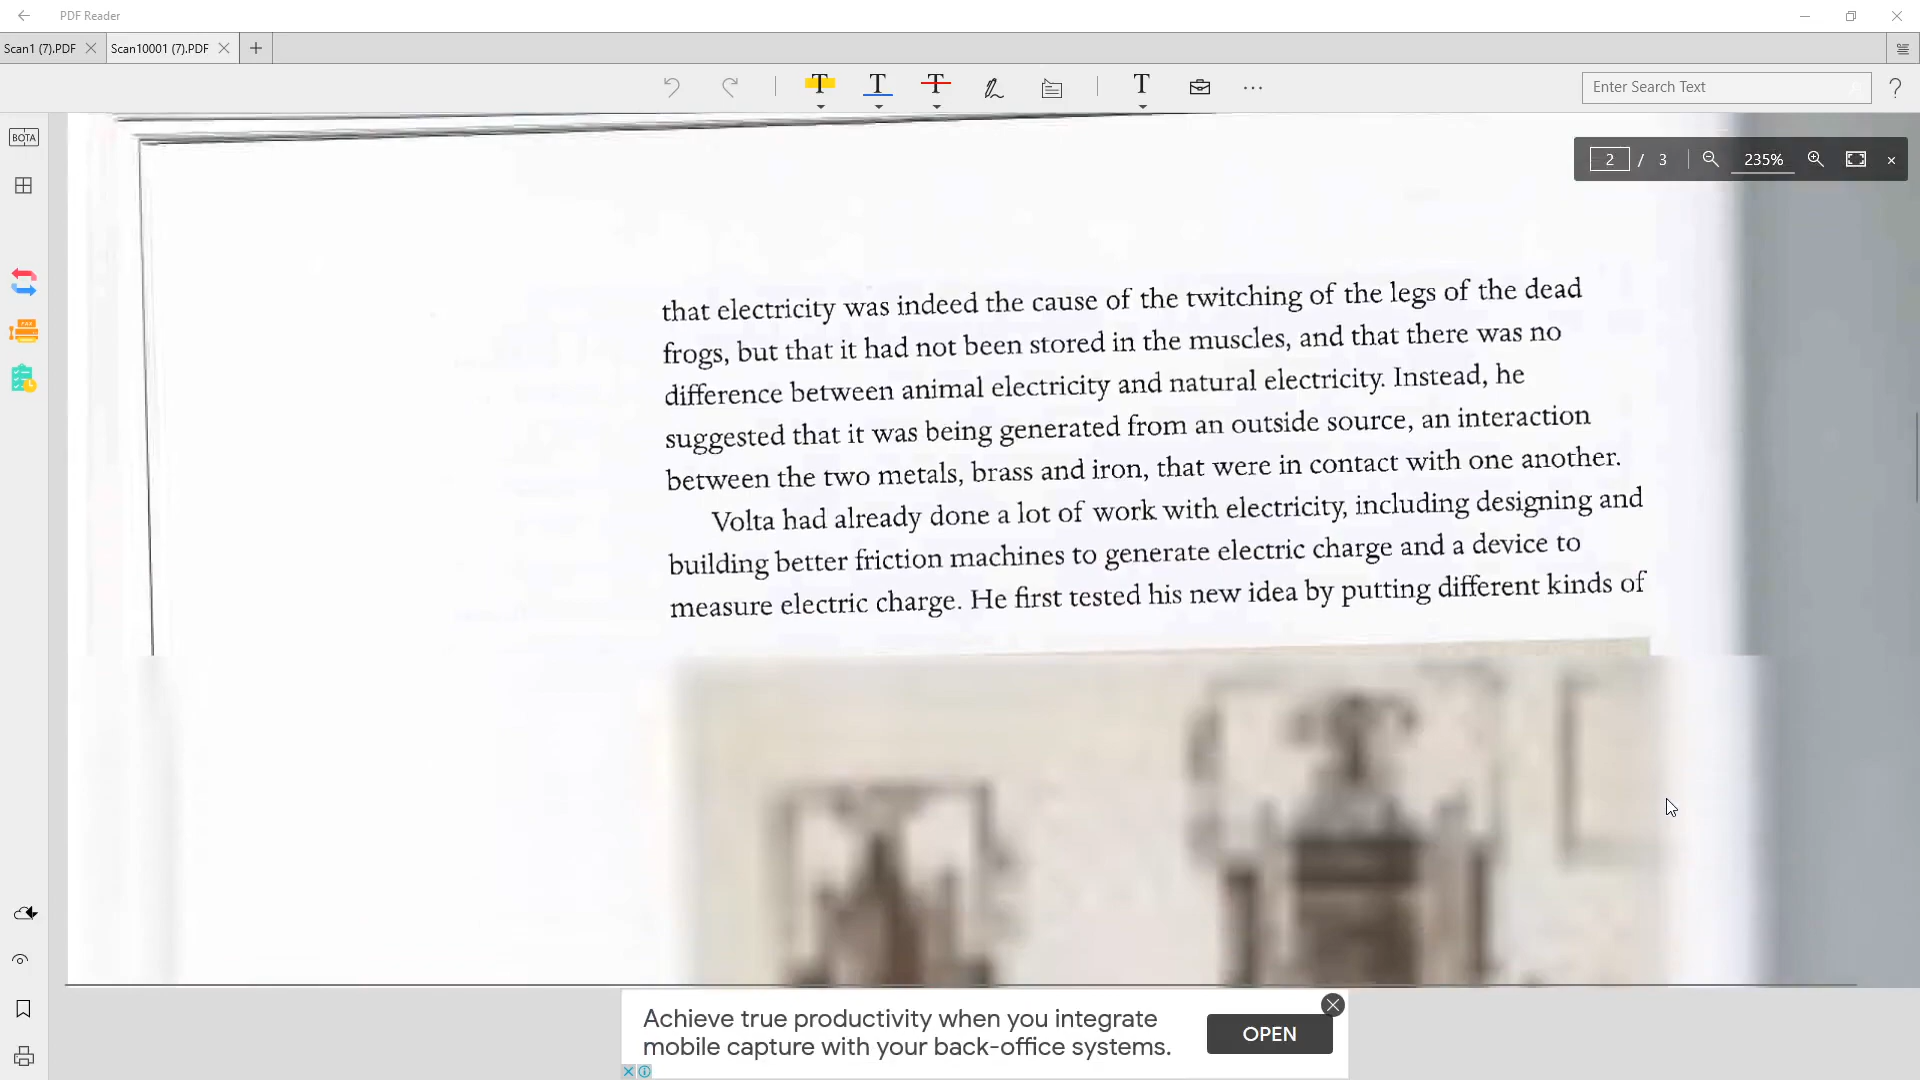 PDF Reader
Scan1 (7).PDF
Scan10001 (7).PDF
T T T T
Enter Search Text
?
BOTA
2 / 3 235%
that electricity was indeed the cause of the twitching of the legs of the dead
frogs, but that it had not been stored in the muscles, and that there was no
difference between animal electricity and natural electricity. Instead, he
suggested that it was being generated from an outside source, an interaction
between the two metals, brass and iron, that were in contact with one another.
Volta had already done a lot of work with electricity, including designing and
building better friction machines to generate electric charge and a device to
measure electric charge. He first tested his new idea by putting different kinds of
Achieve true productivity when you integrate
mobile capture with your back-office systems.
OPEN